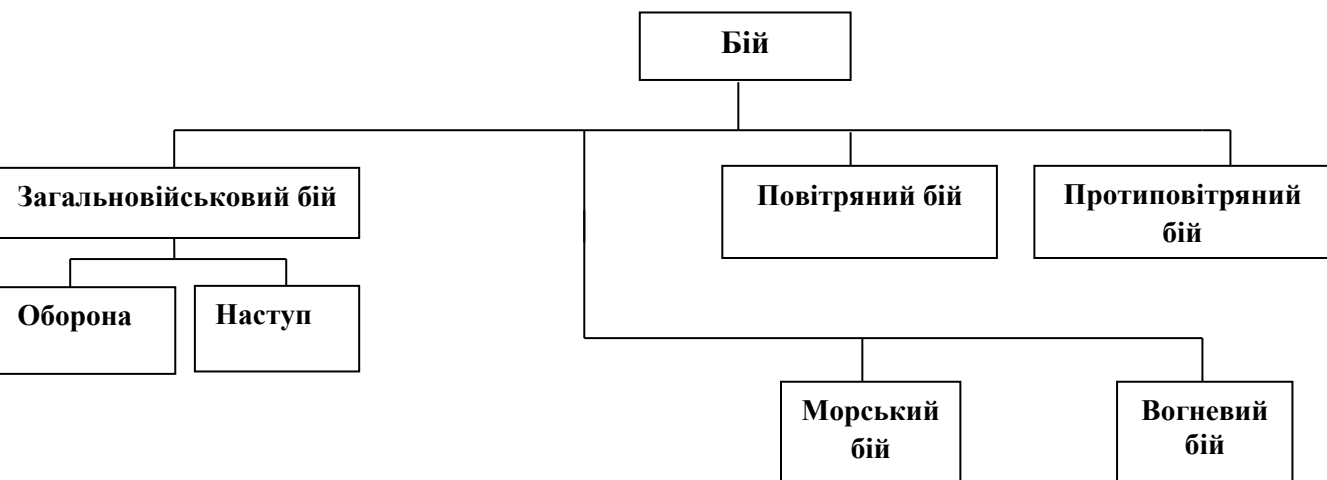 Бій
Загальновійськовий бій
Повітряний бій
Протиповітряний
бій
Оборона
Наступ
Морський
бій
Вогневий
бій